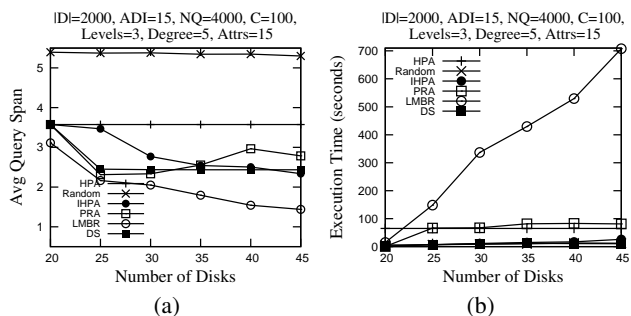 |D|=2000, ADI=15, NQ=4000, C=100,
Levels=3, Degree=5, Attrs=15
Avg Query Span
5
4
3
2
1
HPA
Random
IHPA
PRA
LMBR
DS
20 25 30 35 40 45
Number of Disks
(a)
|D|=2000, ADI=15, NQ=4000, C=100,
Levels=3, Degree=5, Attrs=15
Execution Time (seconds)
700
600
500
400
300
200
100
0
HPA
Random
IHPA
PRA
LMBR
DS
20 25 30 35 40 45
Number of Disks
(b)